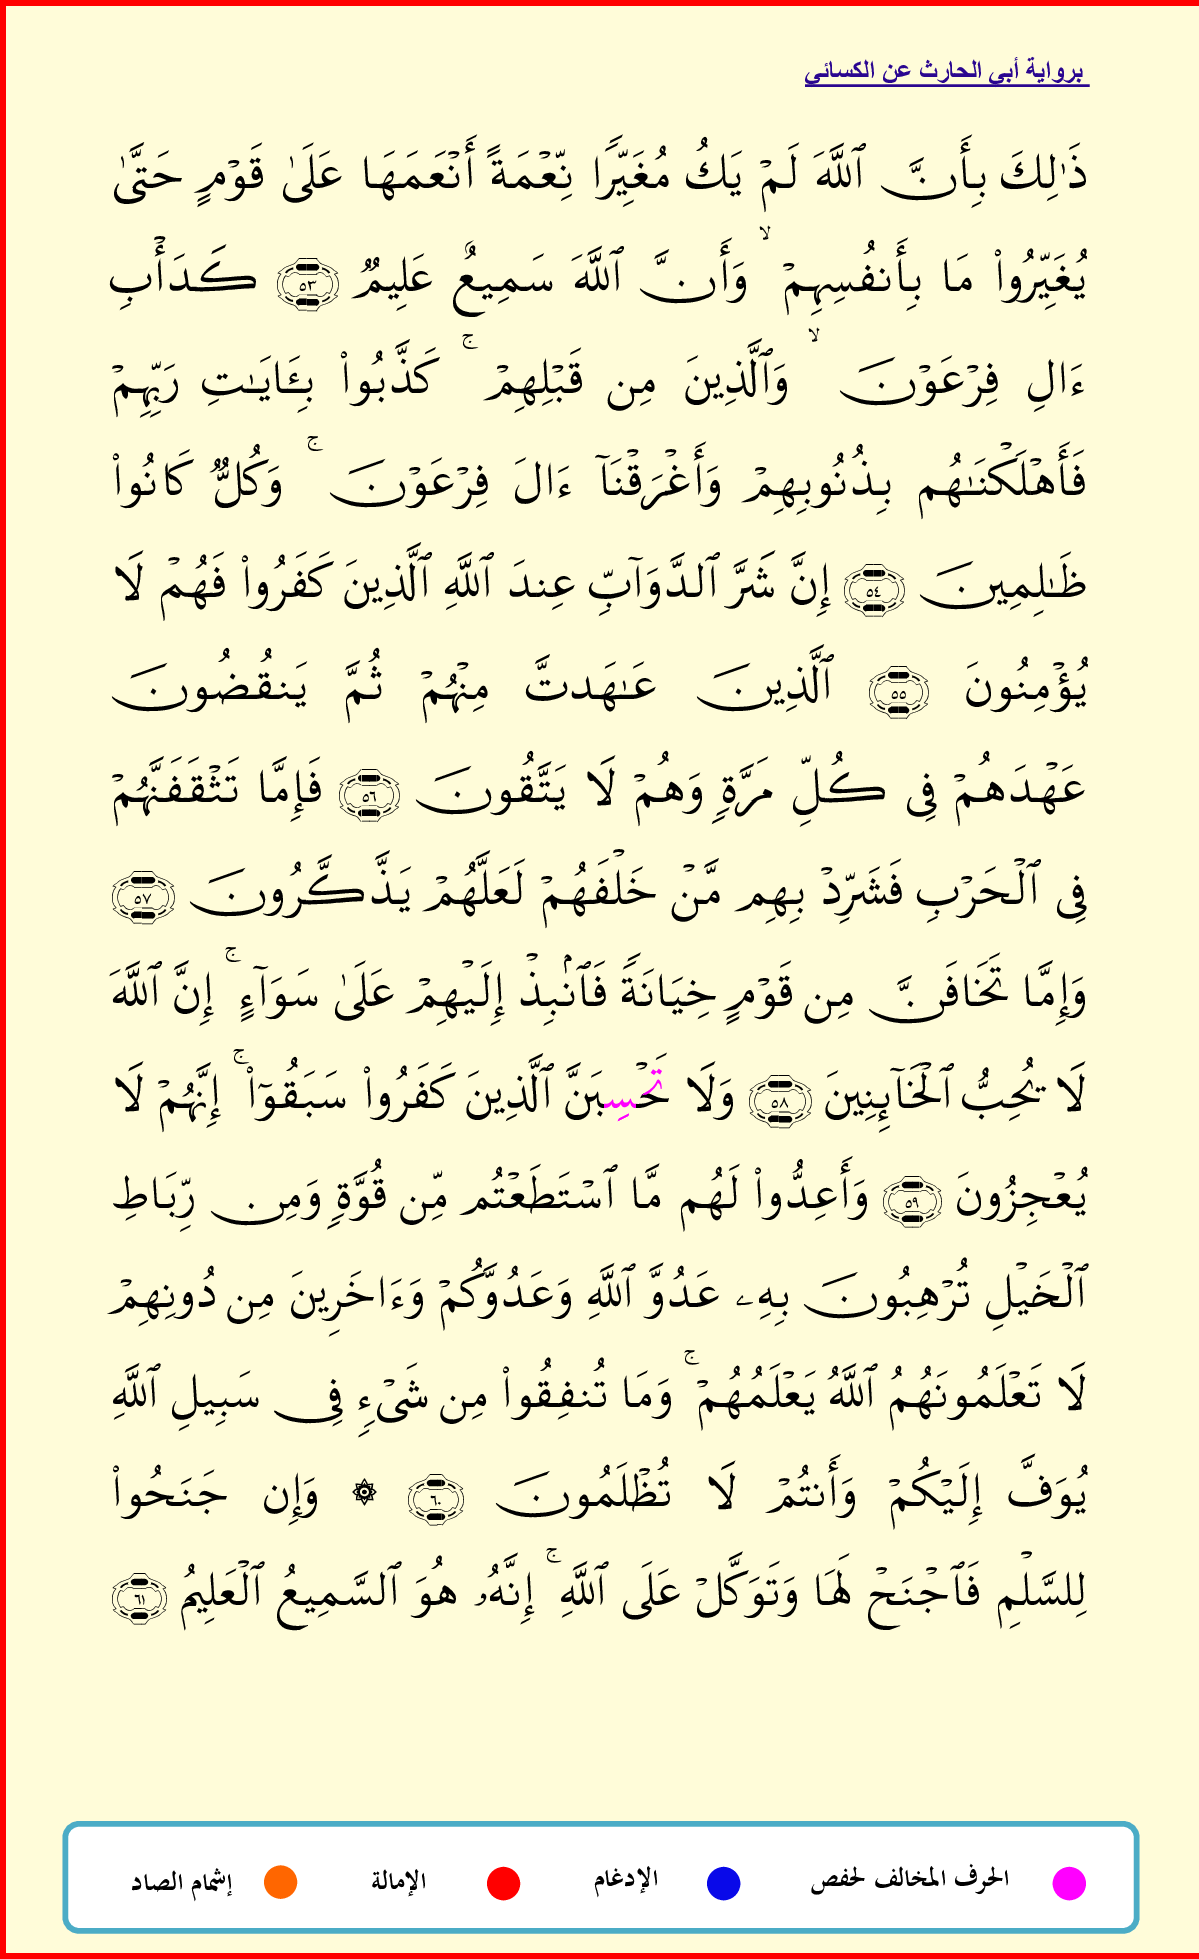 برواية أبي الحارث عن الكسائي
ذَٰلِكَ بِأَنَّ ٱللَّهَ لَمۡ يَكُ مُغَيِّرٗا نِّعۡمَةً أَنۡعَمَهَا عَلَىٰ قَوۡمٍ حَتَّىٰ
يُغَيِّرُواْ مَا بِأَنفُسِهِمۡ ۙ وَأَنَّ ٱللَّهَ سَمِيعٌ عَلِيمٞ ٥٣ كَدَأۡبِ
ءَالِ فِرۡعَوۡنَ ۙ وَٱلَّذِينَ مِن قَبۡلِهِمۡ ۚ كَذَّبُواْ بِـَٔايَٰتِ رَبِّهِمۡ
فَأَهۡلَكۡنَٰهُم بِذُنُوبِهِمۡ وَأَغۡرَقۡنَآ ءَالَ فِرۡعَوۡنَ ۚ وَكُلّٞ كَانُواْ
ظَٰلِمِينَ ٥٤ إِنَّ شَرَّ ٱلدَّوَآبِّ عِندَ ٱللَّهِ ٱلَّذِينَ كَفَرُواْ فَهُمۡ لَا
يُؤۡمِنُونَ ٥٥ ٱلَّذِينَ عَٰهَدتَّ مِنۡهُمۡ ثُمَّ يَنقُضُونَ
عَهۡدَهُمۡ فِى كُلِّ مَرَّةٖ وَهُمۡ لَا يَتَّقُونَ ٥٦ فَإِمَّا تَثۡقَفَنَّهُمۡ
فِى ٱلۡحَرۡبِ فَشَرِّدۡ بِهِم مَّنۡ خَلۡفَهُمۡ لَعَلَّهُمۡ يَذَّكَّرُونَ ٥٧
وَإِمَّا تَخَافَنَّ مِن قَوۡمٍ خِيَانَةٗ فَٱنۢبِذۡ إِلَيۡهِمۡ عَلَىٰ سَوَآءٍ ۚ إِنَّ ٱللَّهَ
لَا يُحِبُّ ٱلۡخَآئِنِينَ ٥٨ وَلَا تَحۡسِبَنَّ ٱلَّذِينَ كَفَرُواْ سَبَقُوٓاْ ۚ إِنَّهُمۡ لَا
يُعۡجِزُونَ ٥٩ وَأَعِدُّواْ لَهُم مَّا ٱسۡتَطَعۡتُم مِّن قُوَّةٖ وَمِن رِّبَاطِ
ٱلۡخَيۡلِ تُرۡهِبُونَ بِهِۦ عَدُوَّ ٱللَّهِ وَعَدُوَّكُمۡ وَءَاخَرِينَ مِن دُونِهِمۡ
لَا تَعۡلَمُونَهُمُ ٱللَّهُ يَعۡلَمُهُمۡ ۚ وَمَا تُنفِقُواْ مِن شَىۡءٖ فِى سَبِيلِ ٱللَّهِ
يُوَفَّ إِلَيۡكُمۡ وَأَنتُمۡ لَا تُظۡلَمُونَ ٦٠ ۞ وَإِن جَنَحُواْ
لِلسَّلۡمِ فَٱجۡنَحۡ لَهَا وَتَوَكَّلۡ عَلَى ٱللَّهِ ۚ إِنَّهُۥ هُوَ ٱلسَّمِيعُ ٱلۡعَلِيمُ ٦١
الحرف المخالف لحفص الإدغام الإمالة إشمام الصاد